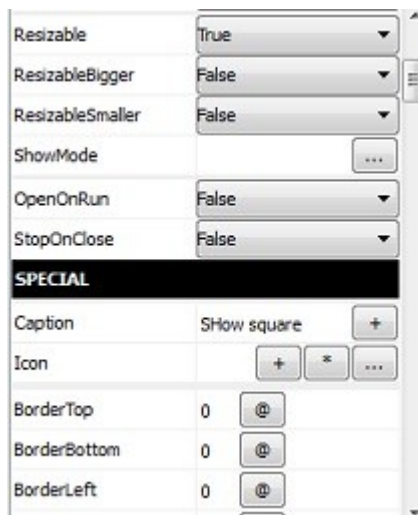 Resizable True
ResizableBigger False
ResizableSmaller False
ShowMode ...
OpenOnRun False
StopOnClose False
SPECIAL
Caption SHow square +
Icon + * ...
BorderTop 0 @
BorderBottom 0 @
BorderLeft 0 @